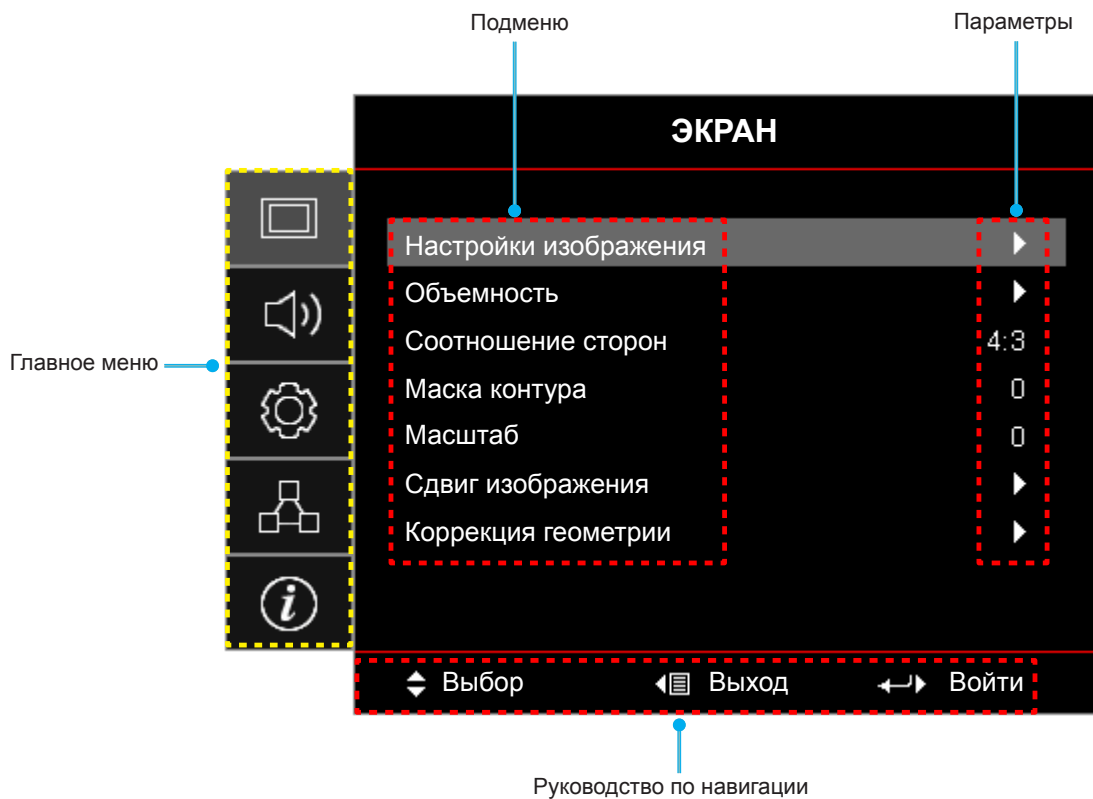 Подменю
Параметры
ЭКРАН
Настройки изображения
Объемность
Соотношение сторон 4:3
Главное меню
Маска контура 0
Масштаб 0
Сдвиг изображения
Коррекция геометрии
Выбор Выход Войти
Руководство по навигации